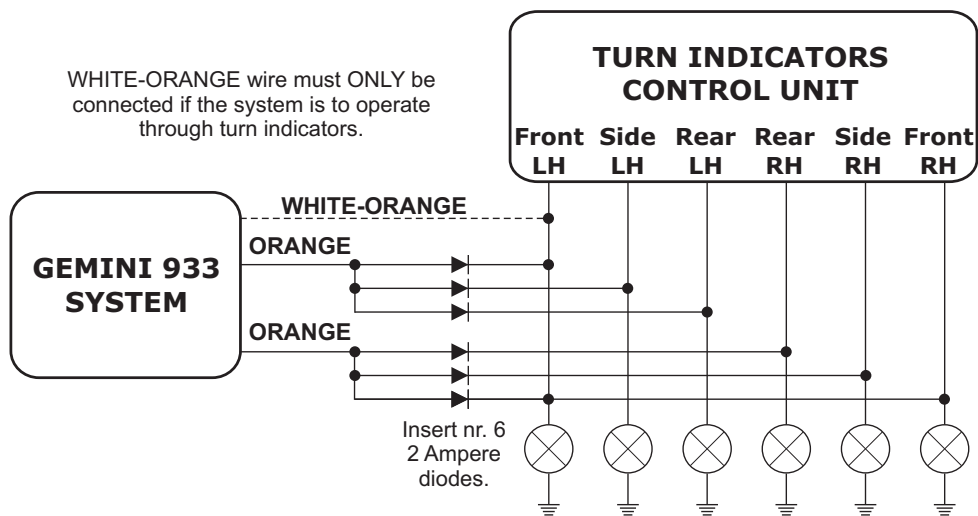 WHITE-ORANGE wire must ONLY be
connected if the system is to operate
through turn indicators.
TURN INDICATORS
CONTROL UNIT
Front Side Rear Rear Side Front
LH LH LH RH RH RH
WHITE-ORANGE
ORANGE
GEMINI 933
SYSTEM
ORANGE
Insert nr. 6
2 Ampere
diodes.